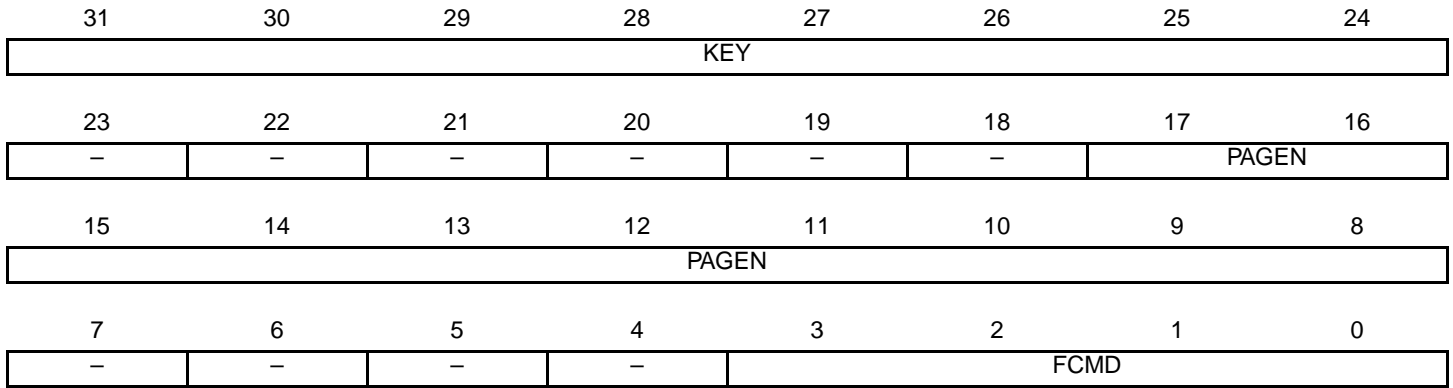 31 30 29 28 27 26 25 24
KEY
23 22 21 20 19 18 17 16
– – – – – – PAGEN
15 14 13 12 11 10 9 8
PAGEN
7 6 5 4 3 2 1 0
– – – – FCMD